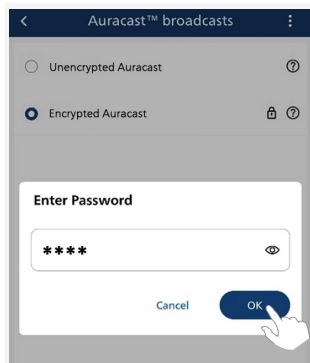 Auracast™ broadcasts
Unencrypted Auracast
Encrypted Auracast
Enter Password
****
Cancel
OK